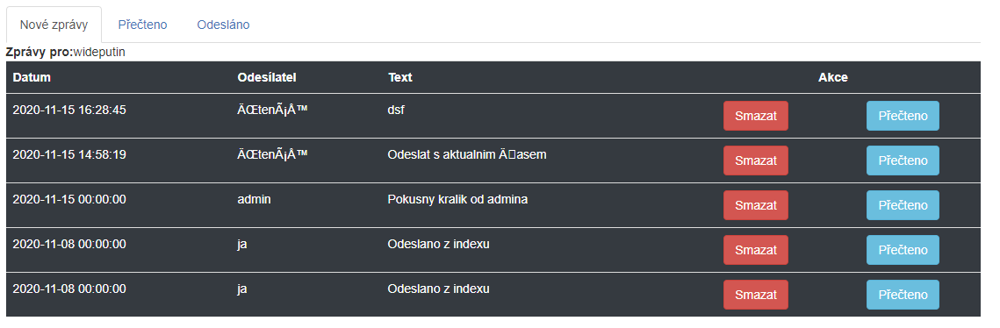 Nové zprávy Přečteno Odesláno
Zprávy pro:wideputin
Datum Odesílatel Text Akce
2020-11-15 16:28:45 ÄŒtenÃ¡Å™ dsf Smazat Přečteno
2020-11-15 14:58:19 ÄŒtenÃ¡Å™ Odeslat s aktualnim Ä□asem Smazat Přečteno
2020-11-15 00:00:00 admin Pokusny kralik od admina Smazat Přečteno
2020-11-08 00:00:00 ja Odeslano z indexu Smazat Přečteno
2020-11-08 00:00:00 ja Odeslano z indexu Smazat Přečteno